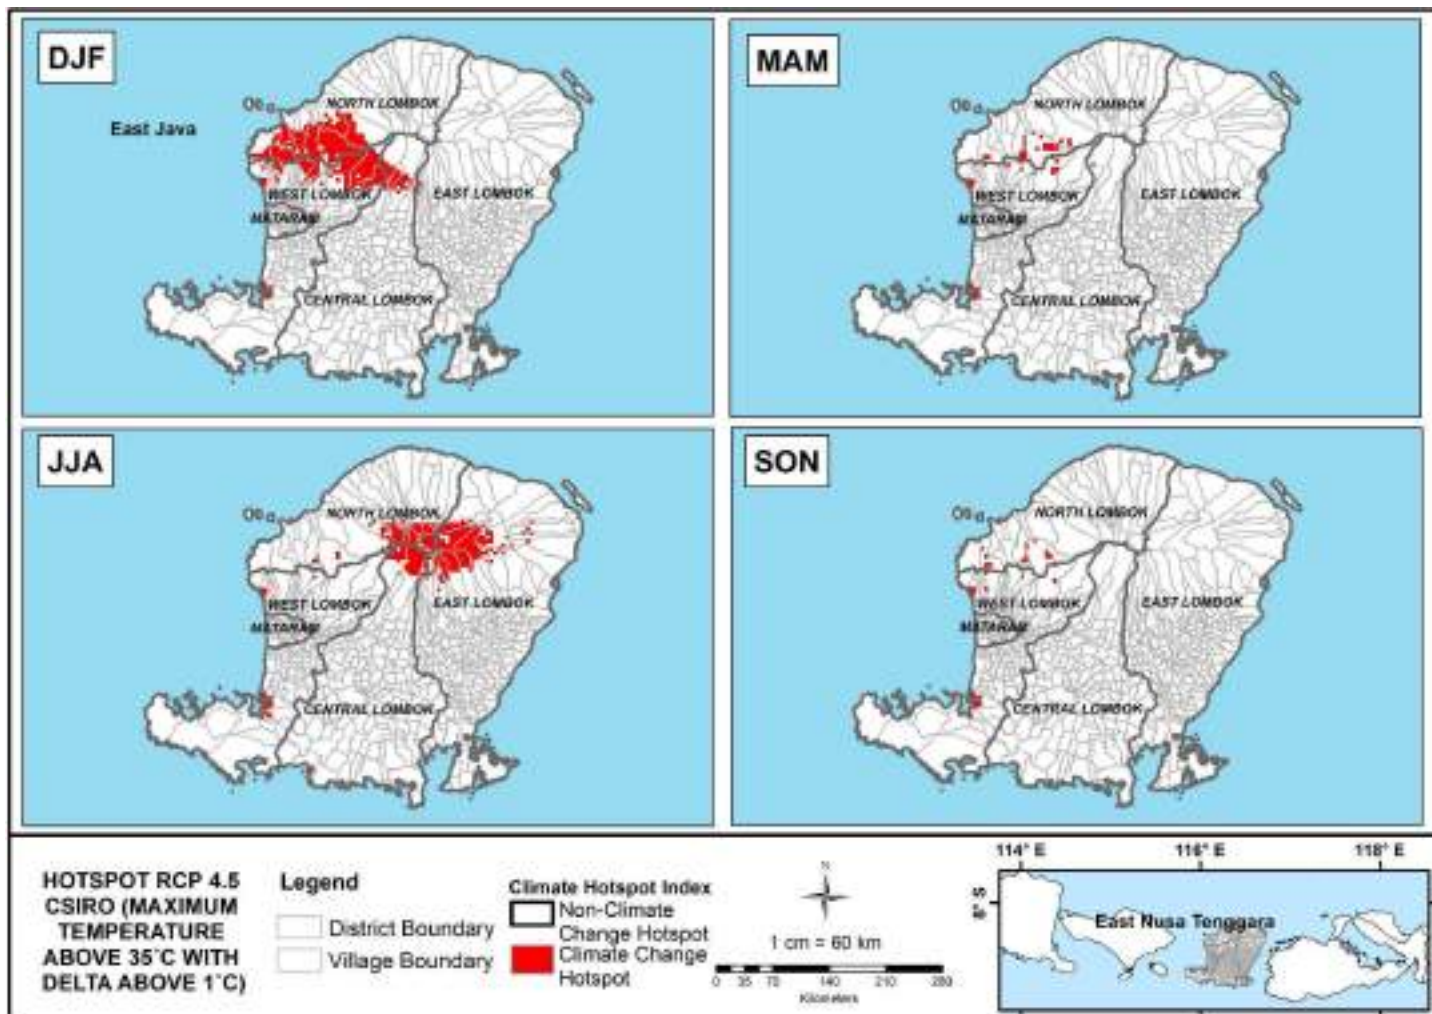 DJF
East Java
NORTH LOMBOK
WEST LOMBOK
EAST LOMBOK
MATARAM
CENTRAL LOMBOK
MAM
NORTH LOMBOK
WEST LOMBOK
EAST LOMBOK
MATARAM
CENTRAL LOMBOK
JJA
NORTH LOMBOK
WEST LOMBOK
EAST LOMBOK
MATARAM
CENTRAL LOMBOK
SON
NORTH LOMBOK
WEST LOMBOK
EAST LOMBOK
MATARAM
CENTRAL LOMBOK
HOTSPOT RCP 4.5
CSIRO (MAXIMUM
TEMPERATURE
ABOVE 35°C WITH
DELTA ABOVE 1°C)
Legend
District Boundary
Village Boundary
Climate Hotspot Index
Non-Climate
Change Hotspot
Climate Change
Hotspot
N
1 cm = 60 km
0 35 70 140 210 280
Kilometers
114° E 116° E 118° E
8° S
East Nusa Tenggara